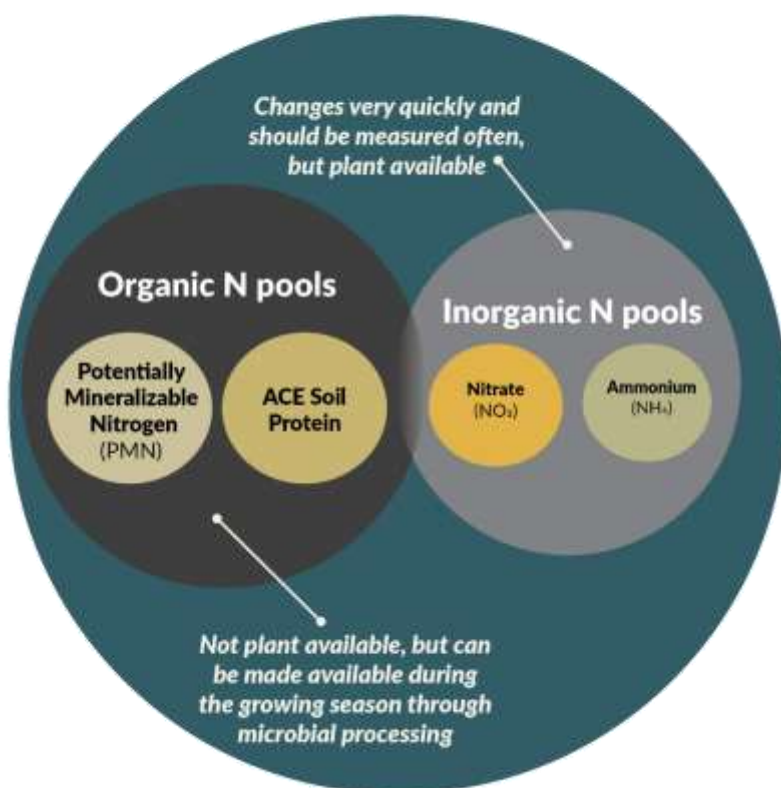 Changes very quickly and
should be measured often,
but plant available
Organic N pools
Inorganic N pools
Potentially
Mineralizable
Nitrogen
(PMN)
ACE Soil
Protein
Nitrate
(NO₃)
Ammonium
(NH₄)
Not plant available, but can
be made available during
the growing season through
microbial processing